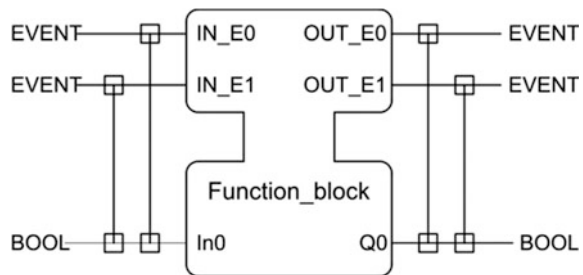 EVENT IN_E0 OUT_E0 EVENT
EVENT IN_E1 OUT_E1 EVENT
Function_block
BOOL In0 Q0 BOOL